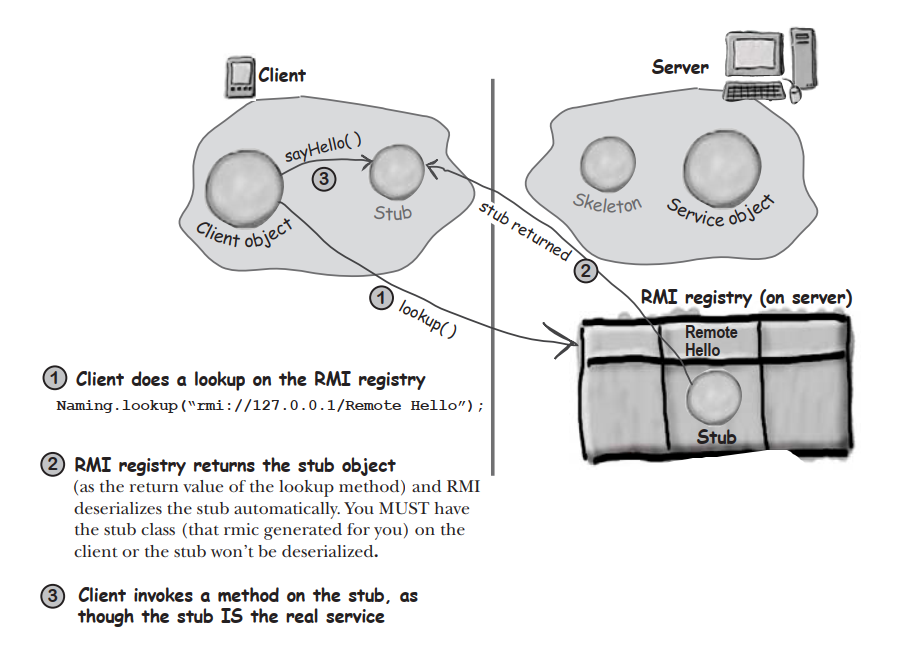 Client
Server
sayHello( )
3
Stub
Client object
Skeleton
Service object
stub returned
2
1
lookup( )
RMI registry (on server)
Remote
Hello
Stub
1 Client does a lookup on the RMI registry
Naming.lookup(“rmi://127.0.0.1/Remote Hello”);
2 RMI registry returns the stub object
(as the return value of the lookup method) and RMI
deserializes the stub automatically. You MUST have
the stub class (that rmic generated for you) on the
client or the stub won’t be deserialized.
3 Client invokes a method on the stub, as
though the stub IS the real service